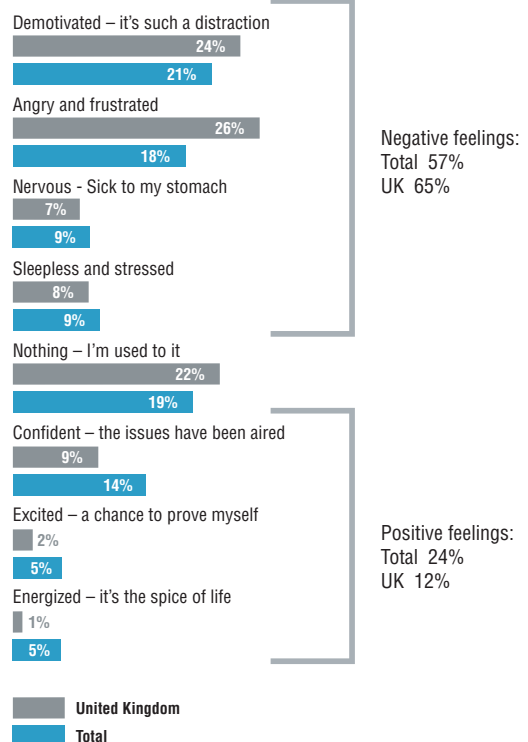 Demotivated – it’s such a distraction
24%
21%
Angry and frustrated
26%
18%
Nervous - Sick to my stomach
7%
9%
Sleepless and stressed
8%
9%
Negative feelings:
Total 57%
UK 65%
Nothing – I’m used to it
22%
19%
Confident – the issues have been aired
9%
14%
Excited – a chance to prove myself
2%
5%
Energized – it’s the spice of life
1%
5%
Positive feelings:
Total 24%
UK 12%
United Kingdom
Total